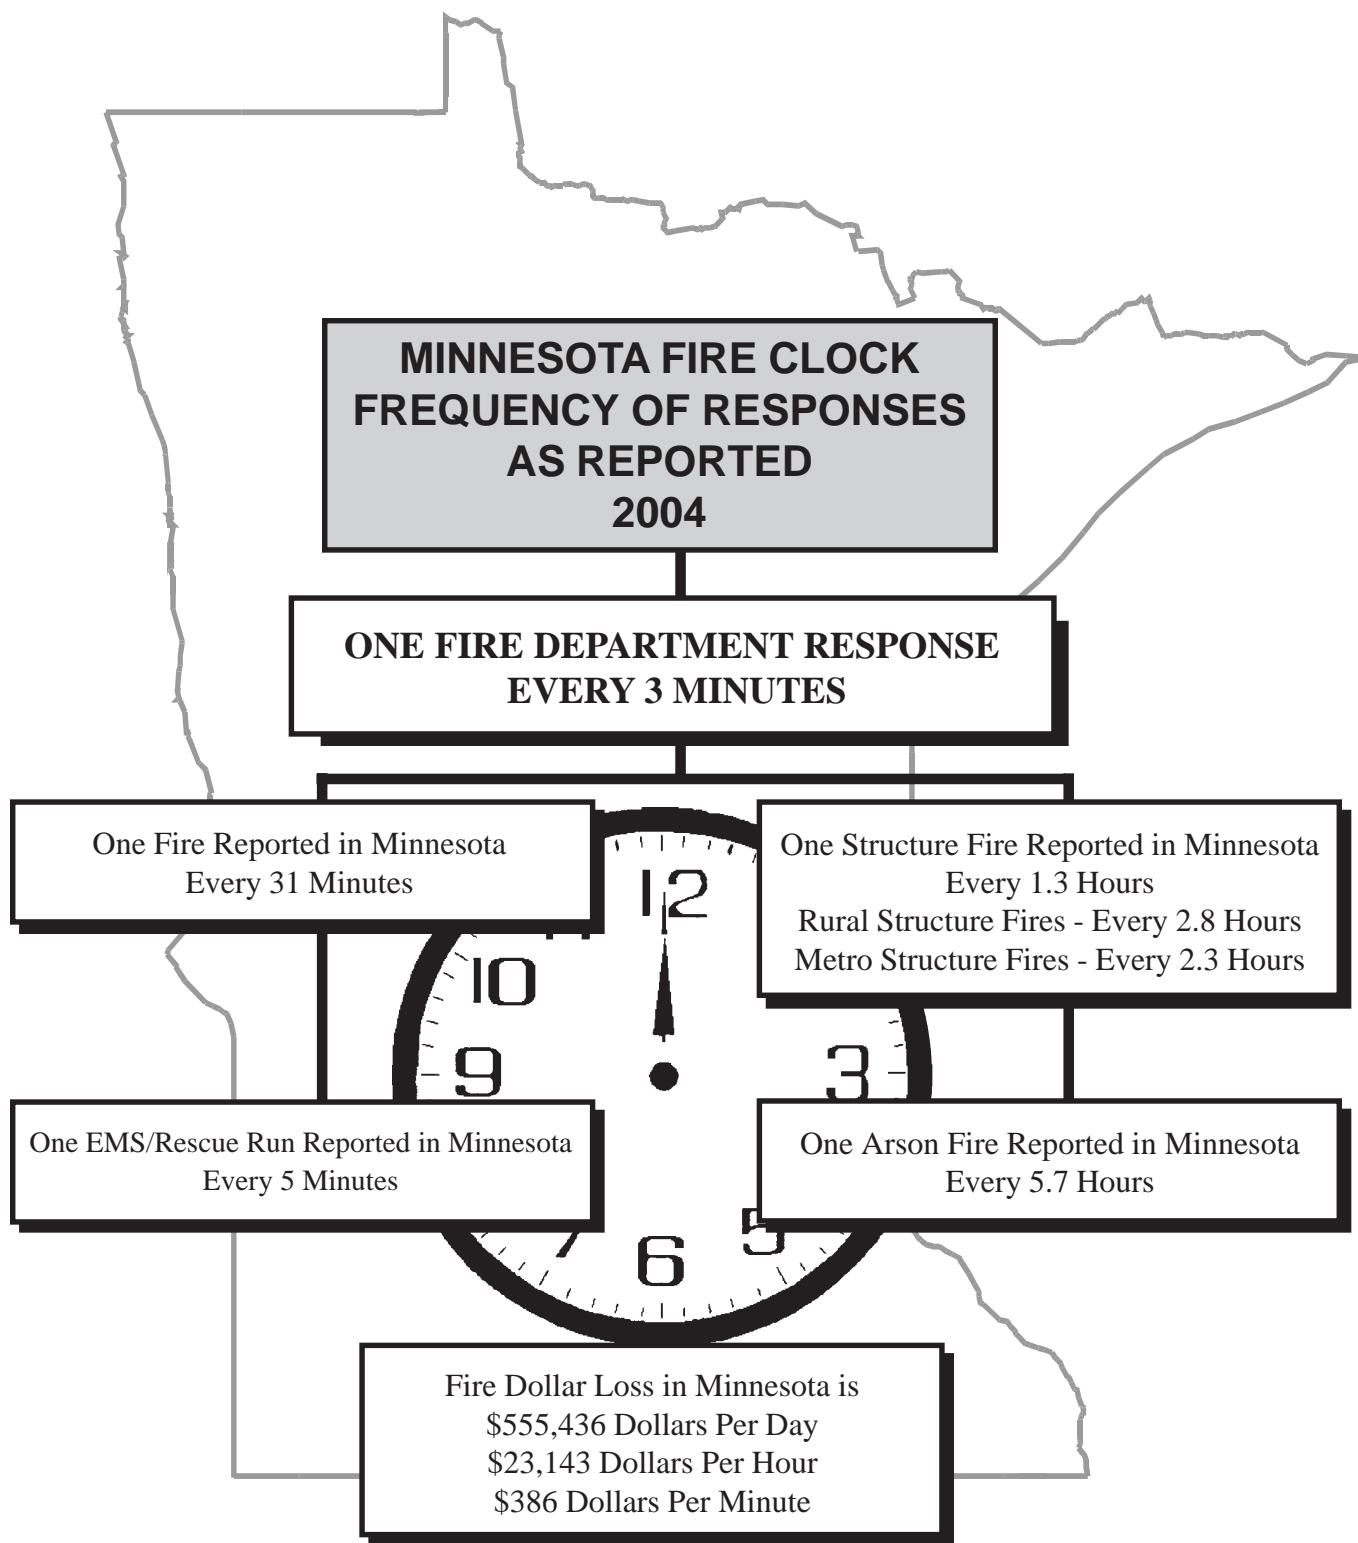 MINNESOTA FIRE CLOCK
FREQUENCY OF RESPONSES
AS REPORTED
2004
ONE FIRE DEPARTMENT RESPONSE
EVERY 3 MINUTES
One Fire Reported in Minnesota
Every 31 Minutes
One Structure Fire Reported in Minnesota
Every 1.3 Hours
Rural Structure Fires - Every 2.8 Hours
Metro Structure Fires - Every 2.3 Hours
12
10
9
3
One EMS/Rescue Run Reported in Minnesota
Every 5 Minutes
One Arson Fire Reported in Minnesota
Every 5.7 Hours
5
6
7
Fire Dollar Loss in Minnesota is
$555,436 Dollars Per Day
$23,143 Dollars Per Hour
$386 Dollars Per Minute